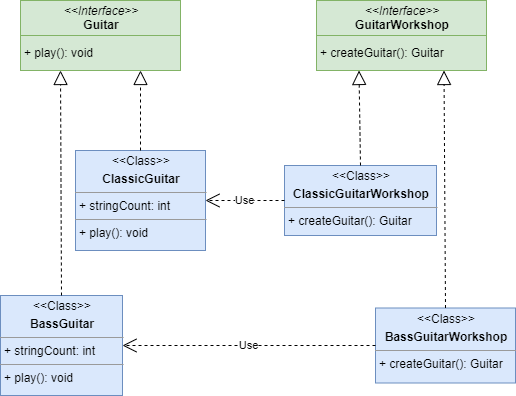 <<Interface>>
Guitar
+ play(): void
<<Interface>>
GuitarWorkshop
+ createGuitar(): Guitar
<<Class>>
ClassicGuitar
+ stringCount: int
+ play(): void
Use
<<Class>>
ClassicGuitarWorkshop
+ createGuitar(): Guitar
<<Class>>
BassGuitar
+ stringCount: int
+ play(): void
Use
<<Class>>
BassGuitarWorkshop
+ createGuitar(): Guitar